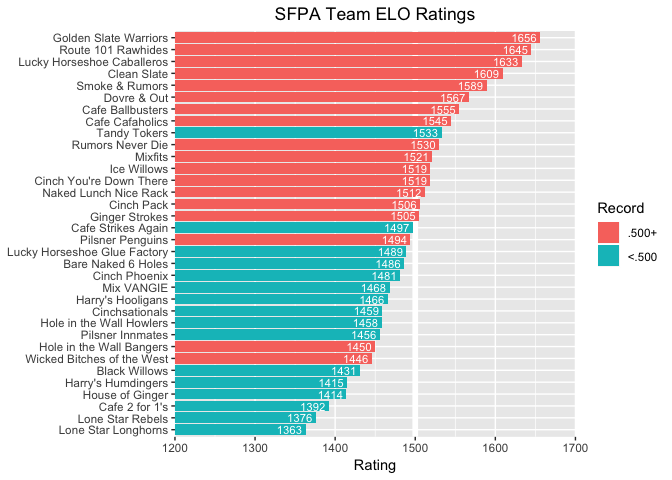 SFPA Team ELO Ratings
Golden Slate Warriors 1656
Route 101 Rawhides 1645
Lucky Horseshoe Caballeros 1633
Clean Slate 1609
Smoke & Rumors 1589
Dovre & Out 1567
Cafe Ballbusters 1555
Cafe Cafaholics 1545
Tandy Tokers 1533
Rumors Never Die 1530
Mixfits 1521
Ice Willows 1519
Cinch You're Down There 1519
Naked Lunch Nice Rack 1512
Cinch Pack 1506
Ginger Strokes 1505
Cafe Strikes Again 1497
Pilsner Penguins 1494
Lucky Horseshoe Glue Factory 1489
Bare Naked 6 Holes 1486
Cinch Phoenix 1481
Mix VANGIE 1468
Harry's Hooligans 1466
Cinchsationals 1459
Hole in the Wall Howlers 1458
Pilsner Innmates 1456
Hole in the Wall Bangers 1450
Wicked Bitches of the West 1446
Black Willows 1431
Harry's Humdingers 1415
House of Ginger 1414
Cafe 2 for 1's 1392
Lone Star Rebels 1376
Lone Star Longhorns 1363
1200 1300 1400 1500 1600 1700
Rating
Record
.500+
<.500